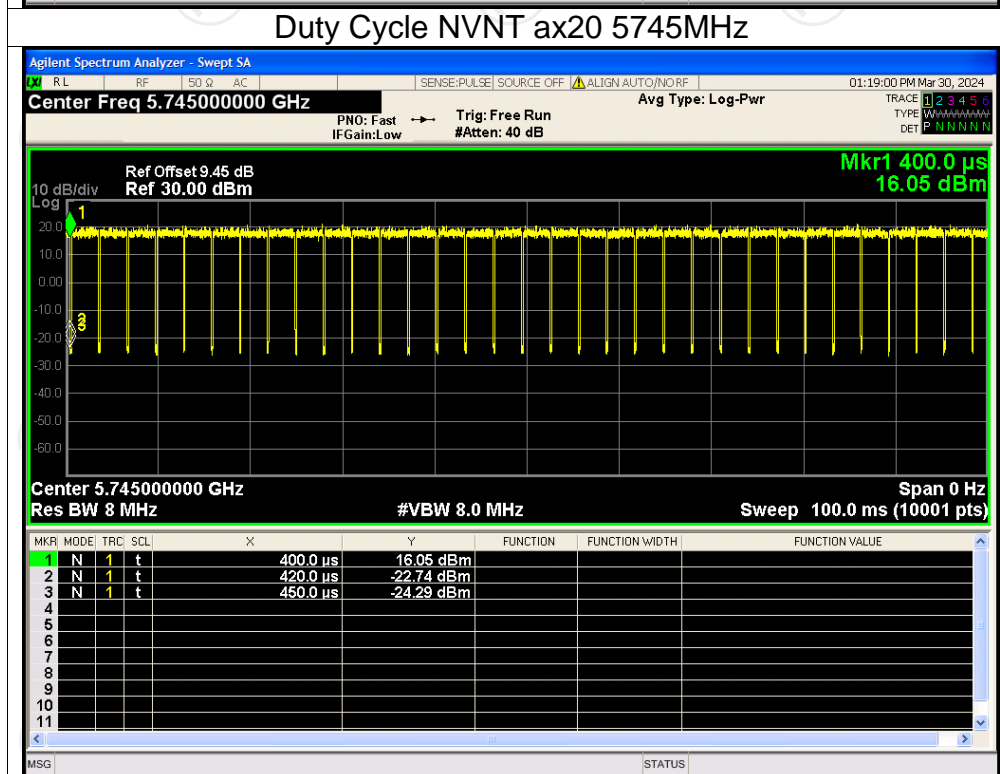 Duty Cycle NVNT ax20 5745MHz
Agilent Spectrum Analyzer - Swept SA
LXI RL RF 50 Ω AC SENSE:PULSE SOURCE OFF ALIGN AUTO/NO RF 01:19:00 PM Mar 30, 2024
Center Freq 5.745000000 GHz Avg Type: Log-Pwr TRACE 1 2 3 4 5 6
PNO: Fast Trig: Free Run TYPE WWWWWW
IFGain:Low #Atten: 40 dB DET P N N N N N
Mkr1 400.0 µs
Ref Offset 9.45 dB
10 dB/div Ref 30.00 dBm 16.05 dBm
Log
1
20.0
10.0
0.00
-10.0
2
3
-20.0
-30.0
-40.0
-50.0
-60.0
Center 5.745000000 GHz Span 0 Hz
Res BW 8 MHz #VBW 8.0 MHz Sweep 100.0 ms (10001 pts)
MKR MODE TRC SCL X Y FUNCTION FUNCTION WIDTH FUNCTION VALUE
1 N 1 t 400.0 µs 16.05 dBm
2 N 1 t 420.0 µs -22.74 dBm
3 N 1 t 450.0 µs -24.29 dBm
4
5
6
7
8
9
10
11
MSG STATUS